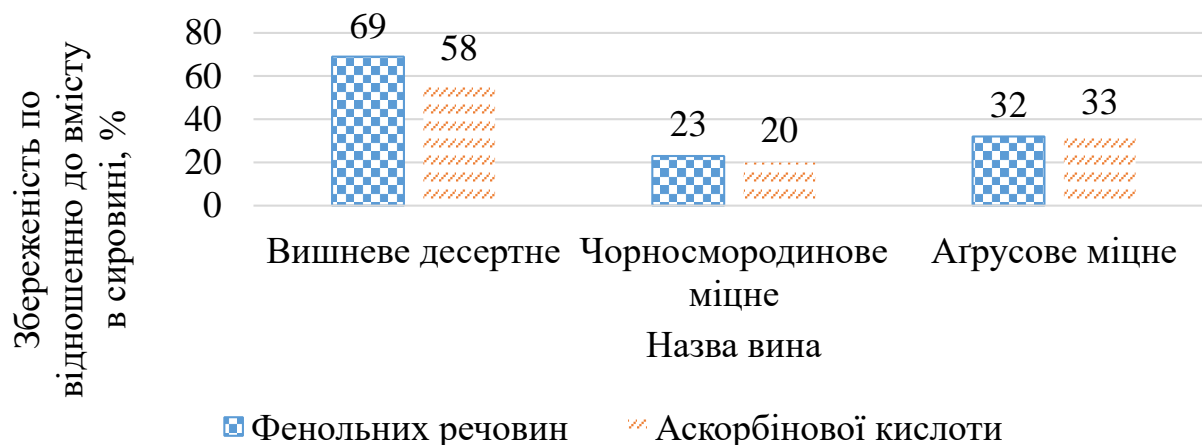 Збереженість по
відношенню до вмісту
в сировині, %
80
60
40
20
0
69
58
23
20
32
33
Вишневе десертне
Чорносмородинове
міцне
Аґрусове міцне
Назва вина
Фенольних речовин
Аскорбінової кислоти